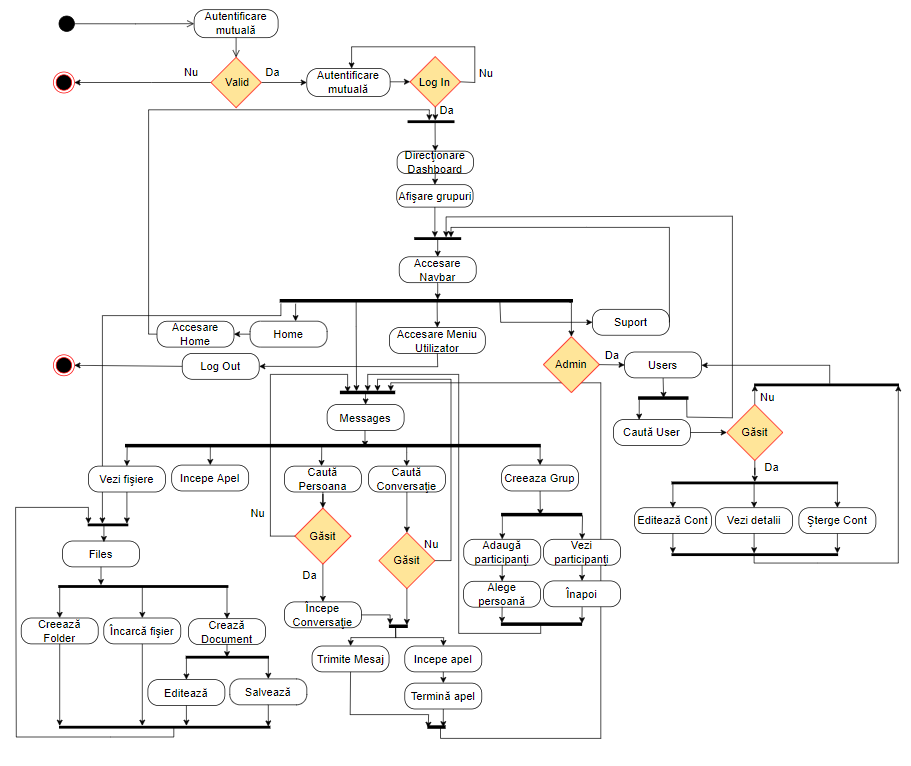 Autentificare
mutuală
Nu
Valid
Da
Autentificare
mutuală
Log In
Nu
Da
Direcționare
Dashboard
Afișare grupuri
Accesare
Navbar
Accesare
Home
Home
Accesare Meniu
Utilizator
Suport
Log Out
Admin
Da
Users
Nu
Messages
Caută User
Găsit
Da
Vezi fișiere
Incepe Apel
Caută
Persoana
Caută
Conversație
Creeaza Grup
Editează Cont
Vezi detalii
Șterge Cont
Nu
Găsit
Da
Nu
Găsit
Files
Adaugă
participanți
Vezi
participanți
Alege
persoană
Înapoi
Începe
Conversație
Creează
Folder
Încarcă fișier
Crează
Document
Trimite Mesaj
Incepe apel
Editează
Salvează
Termină apel